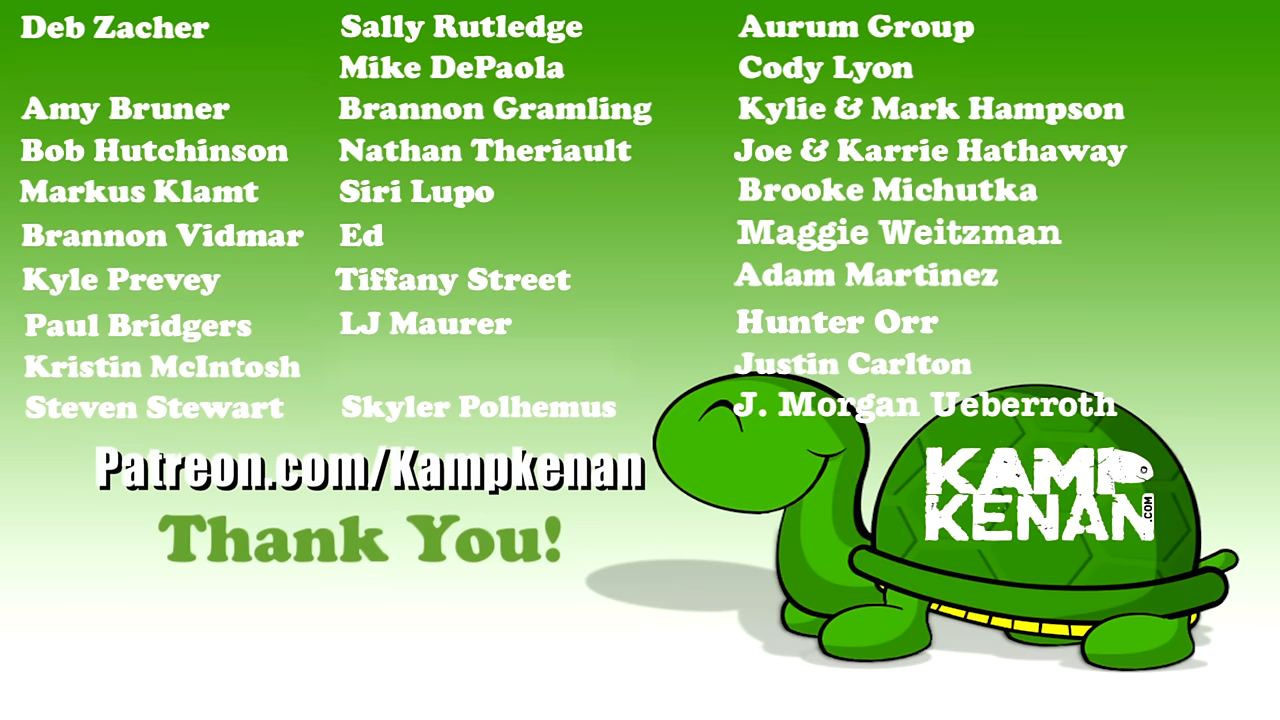 Deb Zacher
Amy Bruner
Bob Hutchinson
Markus Klamt
Brannon Vidmar
Kyle Prevey
Paul Bridgers
Kristin McIntosh
Steven Stewart
Sally Rutledge
Mike DePaola
Brannon Gramling
Nathan Theriault
Siri Lupo
Ed
Tiffany Street
LJ Maurer
Skyler Polhemus
Aurum Group
Cody Lyon
Kylie & Mark Hampson
Joe & Karrie Hathaway
Brooke Michutka
Maggie Weitzman
Adam Martinez
Hunter Orr
Justin Carlton
J. Morgan Ueberroth
Patreon.com/Kampkenan
Thank You!
KAMP
KENAN.COM